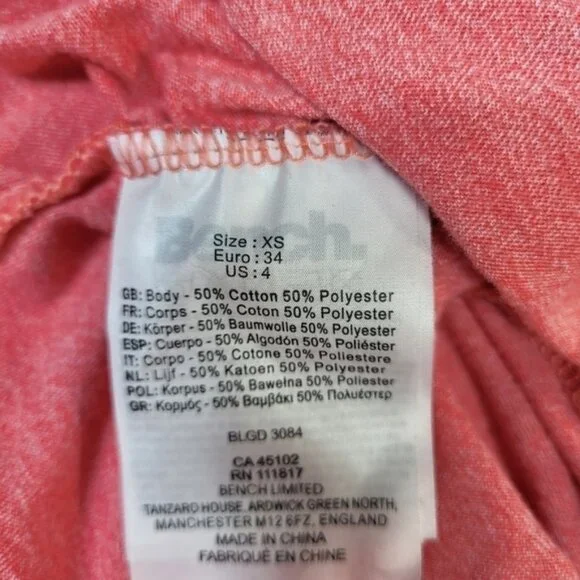 Bench.
Size : XS
Euro : 34
US : 4
GB: Body - 50% Cotton 50% Polyester
FR: Corps - 50% Coton 50% Polyester
DE: Körper - 50% Baumwolle 50% Polyester
ESP: Cuerpo - 50% Algodón 50% Poliester
IT: Corpo - 50% Cotone 50% Poliestere
NL: Lijf - 50% Katoen 50% Polyester
POL: Korpus - 50% Bawełna 50% Poliester
GR: Κορμός - 50% Βαμβάκι 50% Πολυέστερ
BLGD 3084
CA 45102
RN 111817
BENCH LIMITED
TANZARO HOUSE, ARDWICK GREEN NORTH,
MANCHESTER M12 6FZ, ENGLAND
MADE IN CHINA
FABRIQUÉ EN CHINE